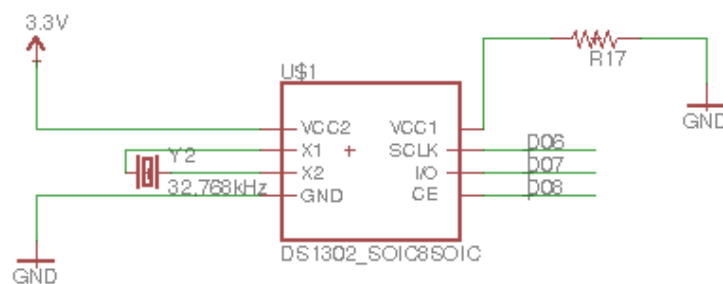 3.3V
R17
GND
U$1
VCC2 VCC1
X1 SCLK D06
Y2
X2 I/O D07
32.768kHz
GND CE D08
GND
DS1302_SOIC8SOIC